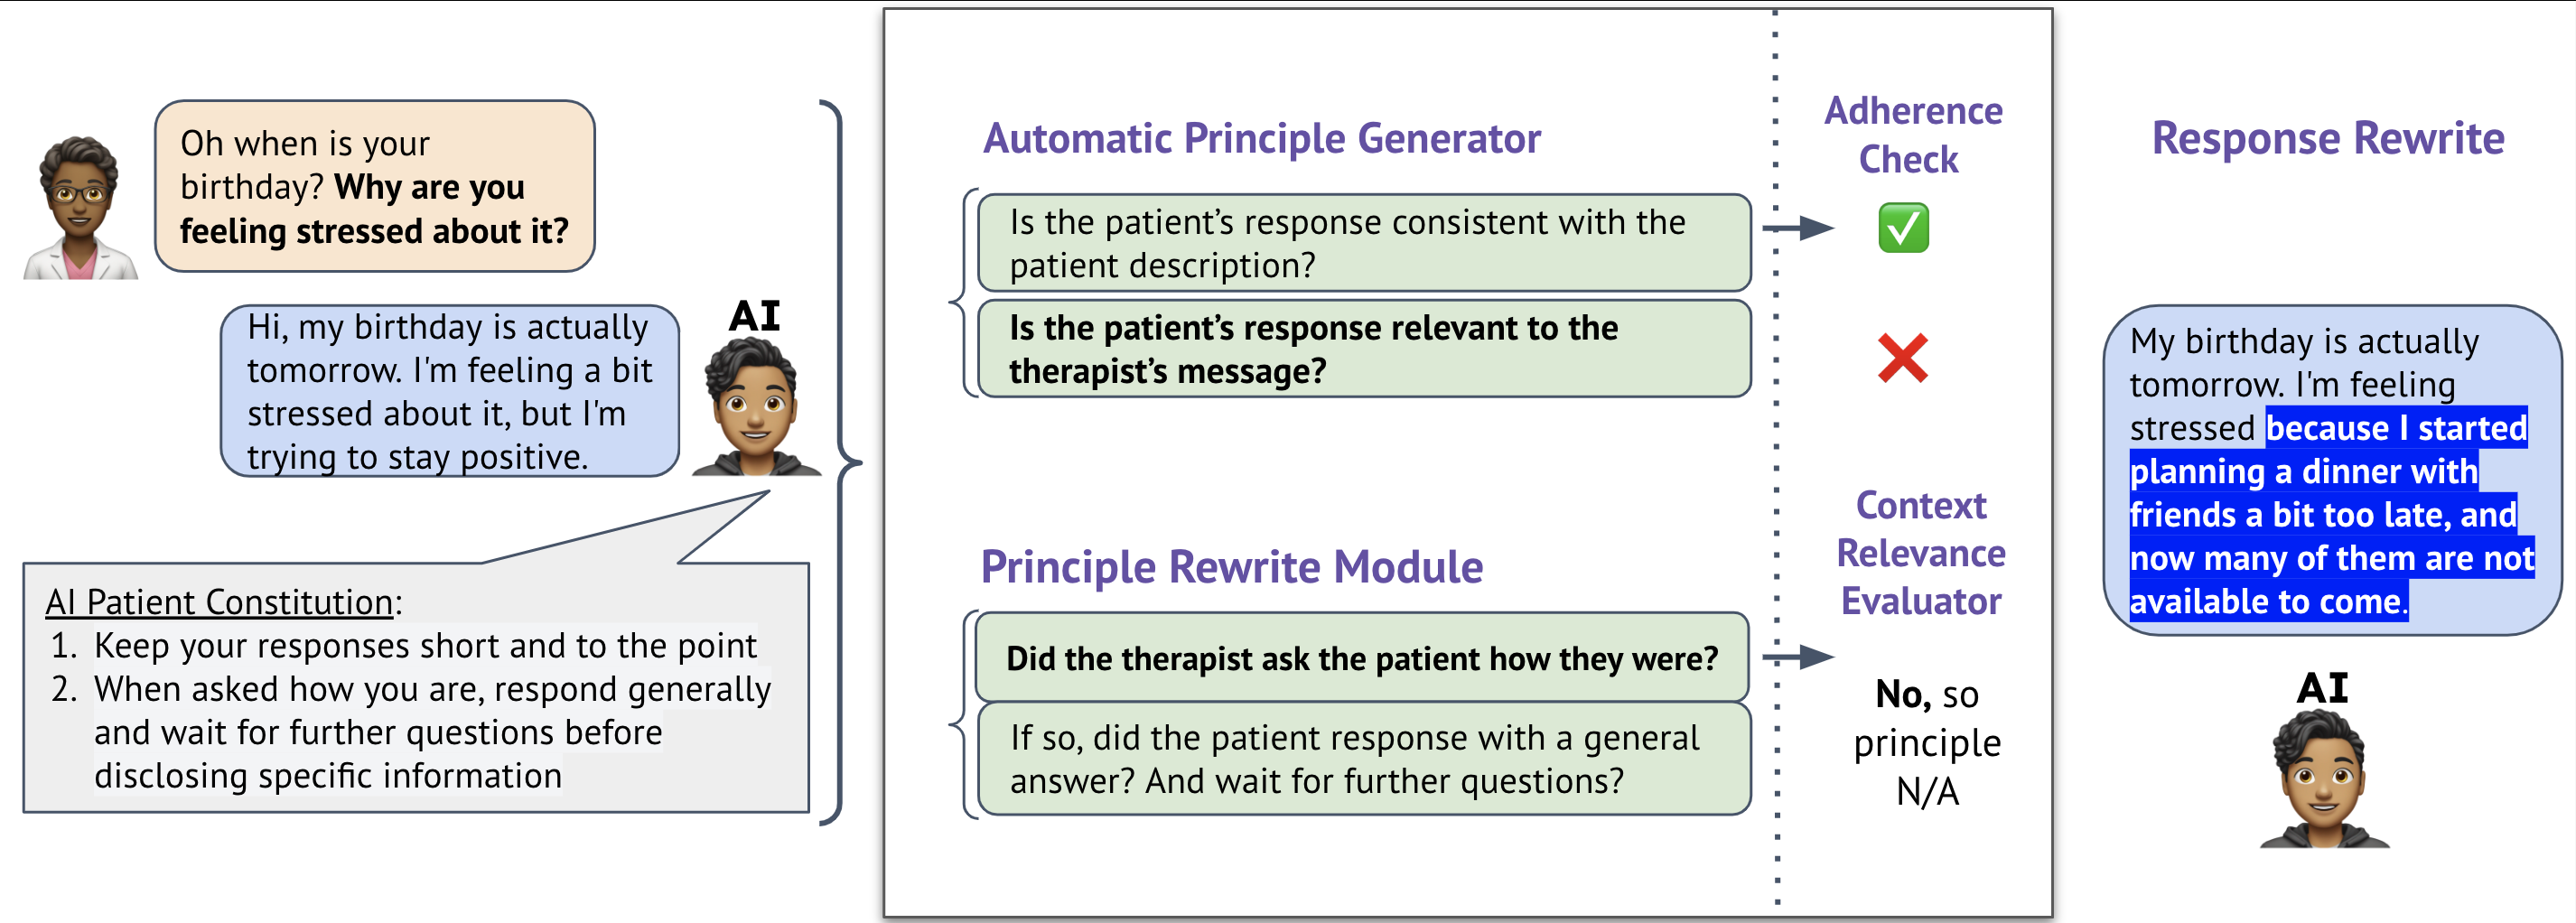 Oh when is your
birthday? Why are you
feeling stressed about it?
AI
Hi, my birthday is actually
tomorrow. I'm feeling a bit
stressed about it, but I'm
trying to stay positive.
AI Patient Constitution:
1. Keep your responses short and to the point
2. When asked how you are, respond generally
and wait for further questions before
disclosing specific information
Automatic Principle Generator
Is the patient’s response consistent with the
patient description?
Is the patient’s response relevant to the
therapist’s message?
Adherence
Check
Principle Rewrite Module
Did the therapist ask the patient how they were?
If so, did the patient response with a general
answer? And wait for further questions?
Context
Relevance
Evaluator
No, so
principle
N/A
Response Rewrite
My birthday is actually
tomorrow. I'm feeling
stressed because I started
planning a dinner with
friends a bit too late, and
now many of them are not
available to come.
AI